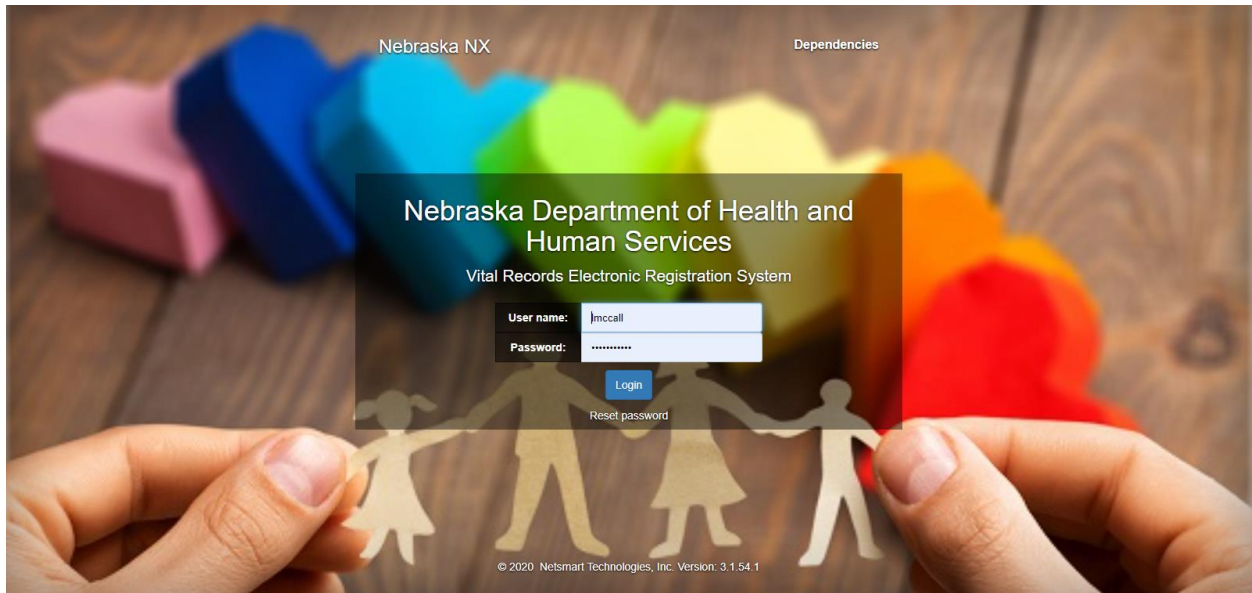 Nebraska NX
Dependencies
Nebraska Department of Health and
Human Services
Vital Records Electronic Registration System
User name: lmccall
Password: •••••••••••
Login
Reset password
© 2020 Netsmart Technologies, Inc. Version: 3.1.54.1